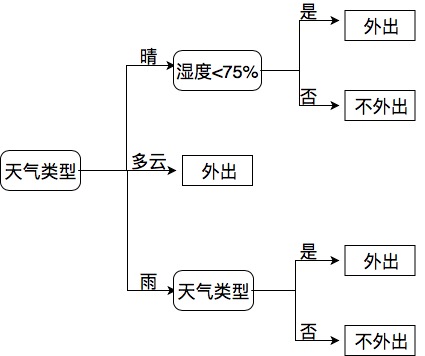 天气类型
晴
湿度<75%
是
外出
否
不外出
多云
外出
雨
天气类型
是
外出
否
不外出